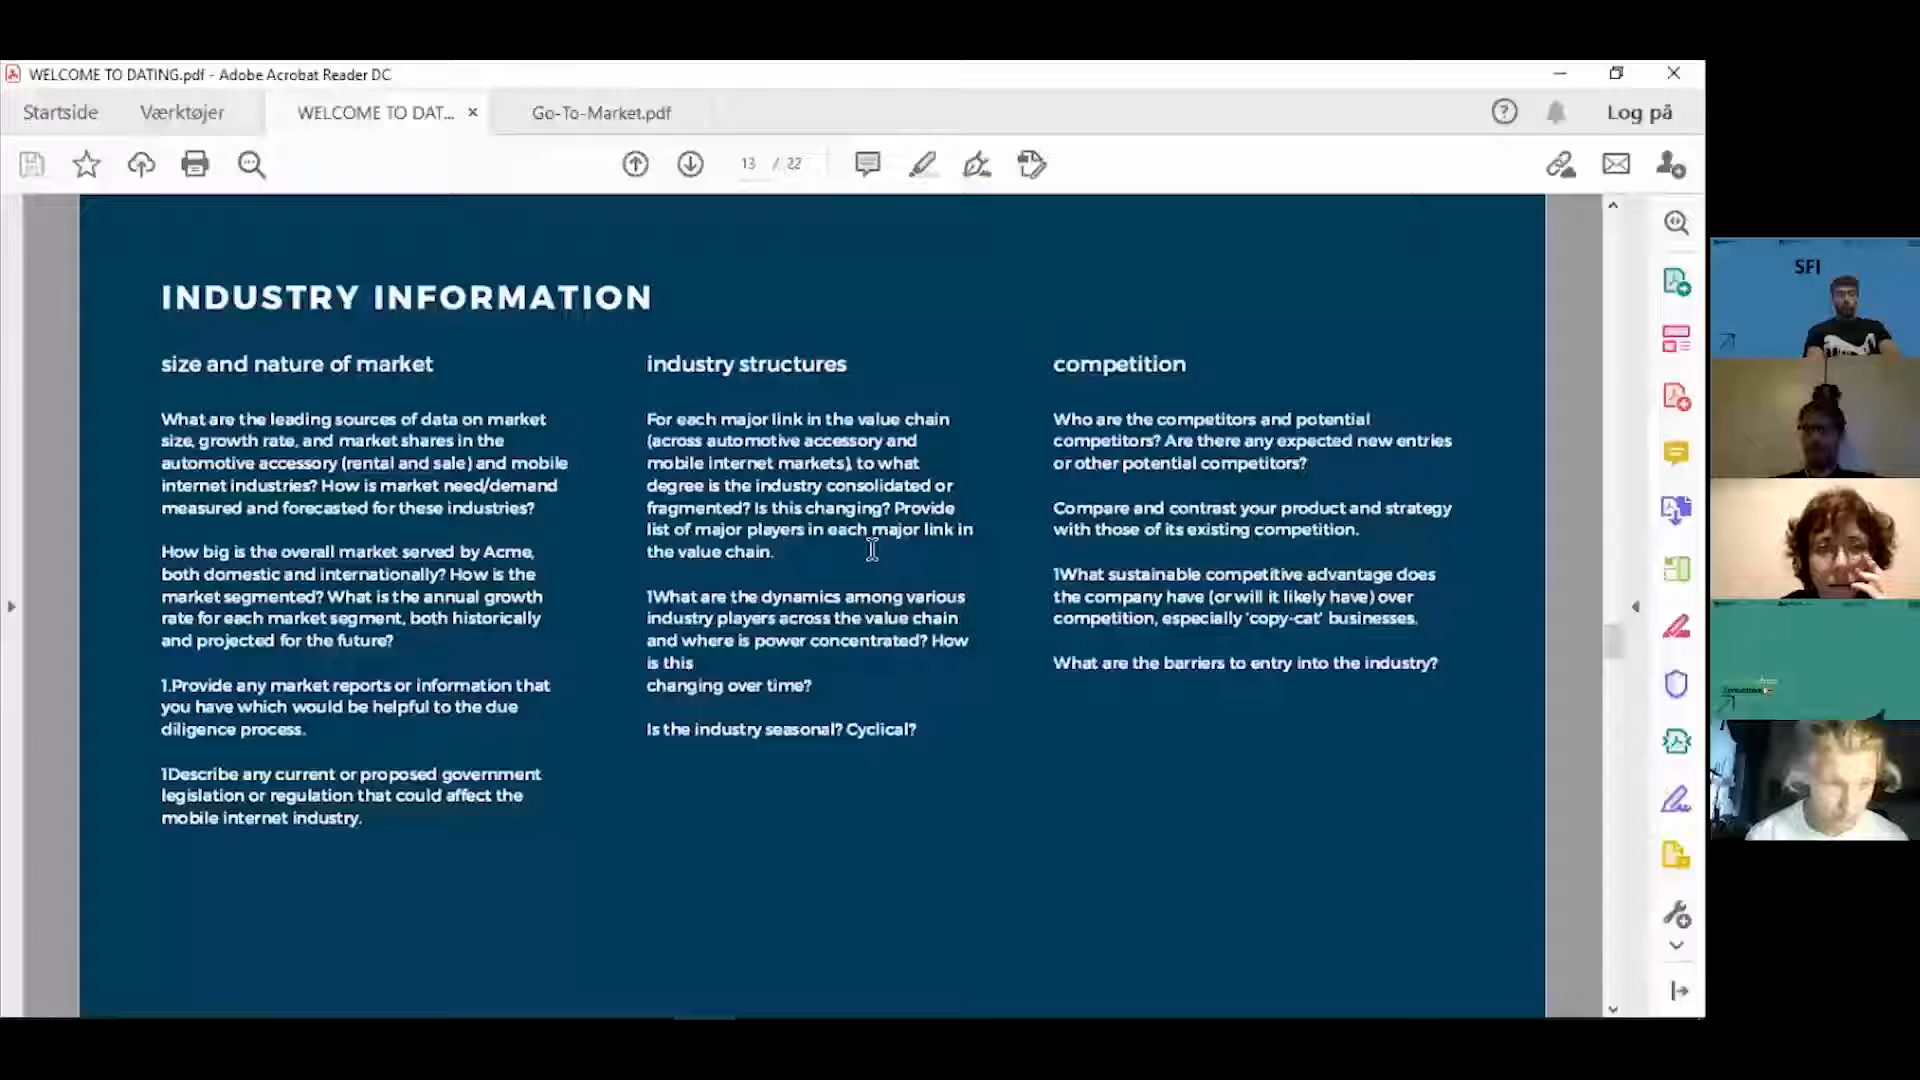 WELCOME TO DATING.pdf - Adobe Acrobat Reader DC
Startside
Værktøjer
WELCOME TO DAT...
Go-To-Market.pdf
Log på
13 / 22
INDUSTRY INFORMATION
size and nature of market
What are the leading sources of data on market
size, growth rate, and market shares in the
automotive accessory (rental and sale) and mobile
internet industries? How is market need/demand
measured and forecasted for these industries?
How big is the overall market served by Acme,
both domestic and internationally? How is the
market segmented? What is the annual growth
rate for each market segment, both historically
and projected for the future?
1.Provide any market reports or information that
you have which would be helpful to the due
diligence process.
1Describe any current or proposed government
legislation or regulation that could affect the
mobile internet industry.
industry structures
For each major link in the value chain
(across automotive accessory and
mobile internet markets), to what
degree is the industry consolidated or
fragmented? Is this changing? Provide
list of major players in each major link in
the value chain.
1What are the dynamics among various
industry players across the value chain
and where is power concentrated? How
is this
changing over time?
Is the industry seasonal? Cyclical?
competition
Who are the competitors and potential
competitors? Are there any expected new entries
or other potential competitors?
Compare and contrast your product and strategy
with those of its existing competition.
1What sustainable competitive advantage does
the company have (or will it likely have) over
competition, especially 'copy-cat' businesses.
What are the barriers to entry into the industry?
SFI